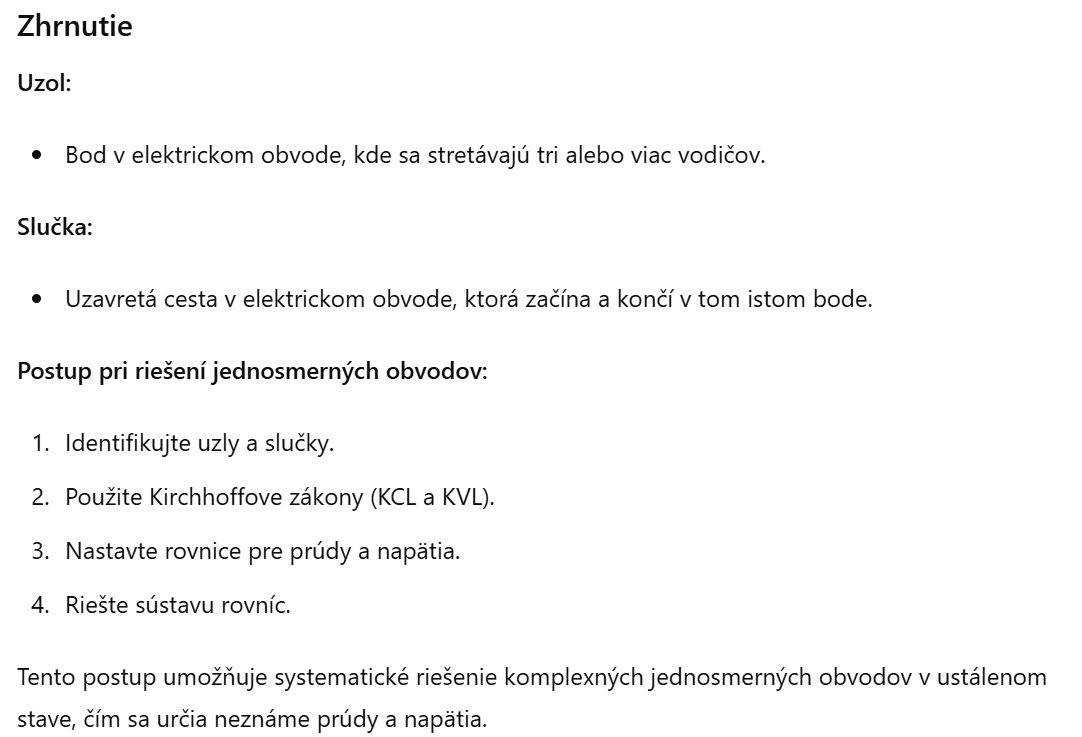 Zhrnutie
Uzol:
• Bod v elektrickom obvode, kde sa stretávajú tri alebo viac vodičov.
Slučka:
• Uzavretá cesta v elektrickom obvode, ktorá začína a končí v tom istom bode.
Postup pri riešení jednosmerných obvodov:
1. Identifikujte uzly a slučky.
2. Použite Kirchhoffove zákony (KCL a KVL).
3. Nastavte rovnice pre prúdy a napätia.
4. Riešte sústavu rovníc.
Tento postup umožňuje systematické riešenie komplexných jednosmerných obvodov v ustálenom
stave, čím sa určia neznáme prúdy a napätia.